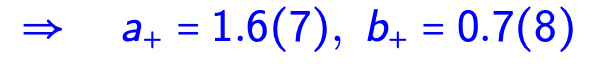 ⇒ a₊ = 1.6(7), b₊ = 0.7(8)